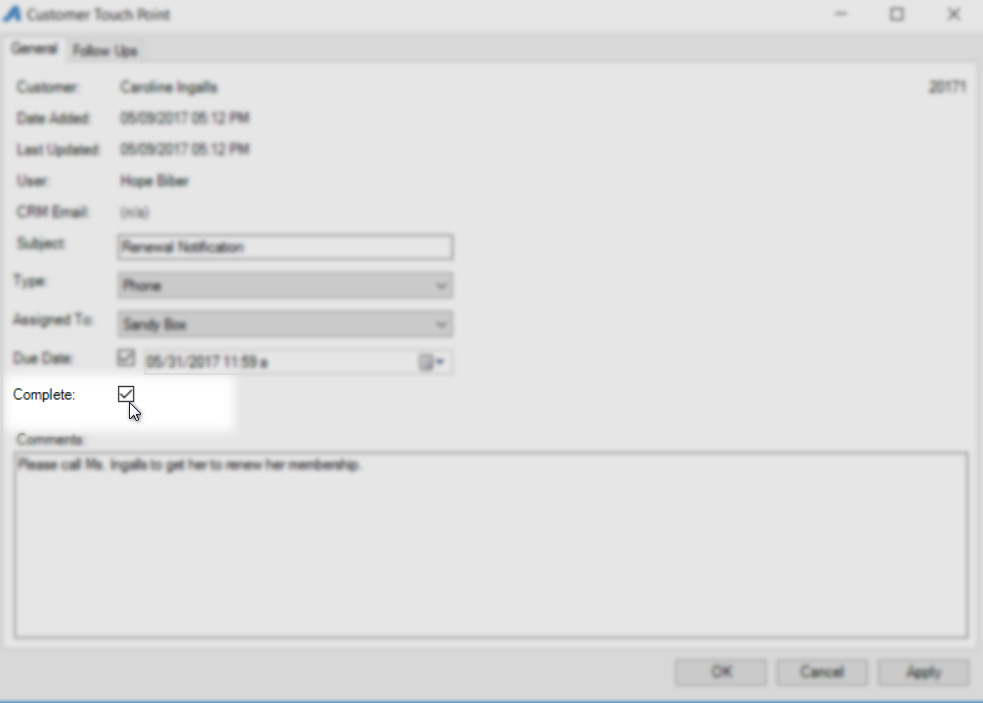 Customer Touch Point
General Follow Ups
Customer: Caroline Ingalls 20171
Date Added: 05/09/2017 05:12 PM
Last Updated: 05/09/2017 05:12 PM
User: Hope Biber
CRM Email: (n/a)
Subject: Renewal Notification
Type: Phone
Assigned To: Sandy Box
Due Date: 05/31/2017 11:59 a
Complete:
Comments:
Please call Ms. Ingalls to get her to renew her membership.
OK Cancel Apply